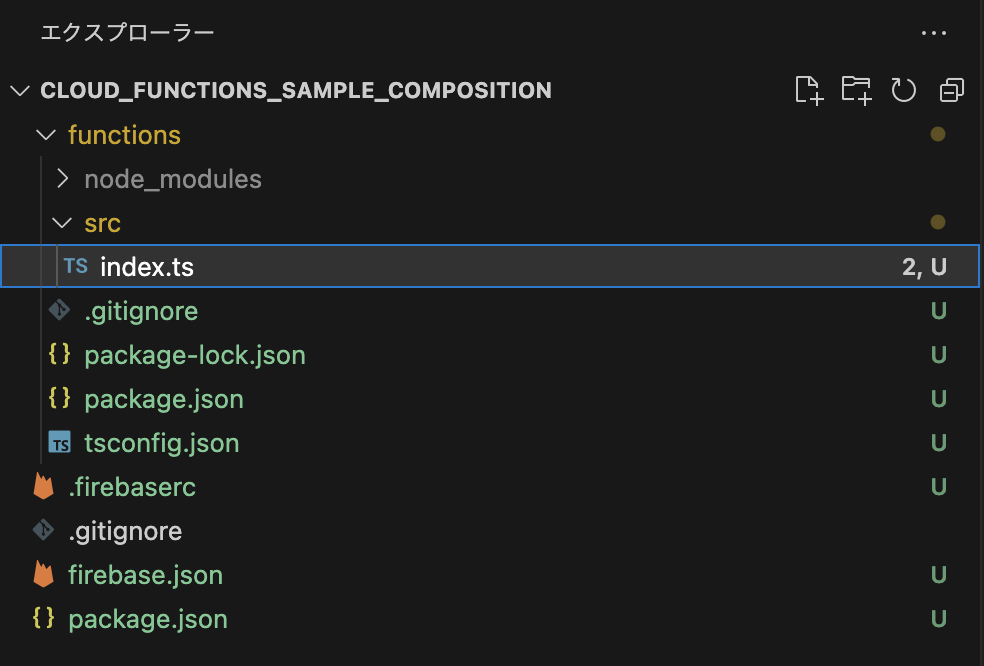 エクスプローラー
CLOUD_FUNCTIONS_SAMPLE_COMPOSITION
functions
node_modules
src
TS index.ts 2, U
.gitignore U
{} package-lock.json U
{} package.json U
TS tsconfig.json U
.firebaserc U
.gitignore
firebase.json U
{} package.json U